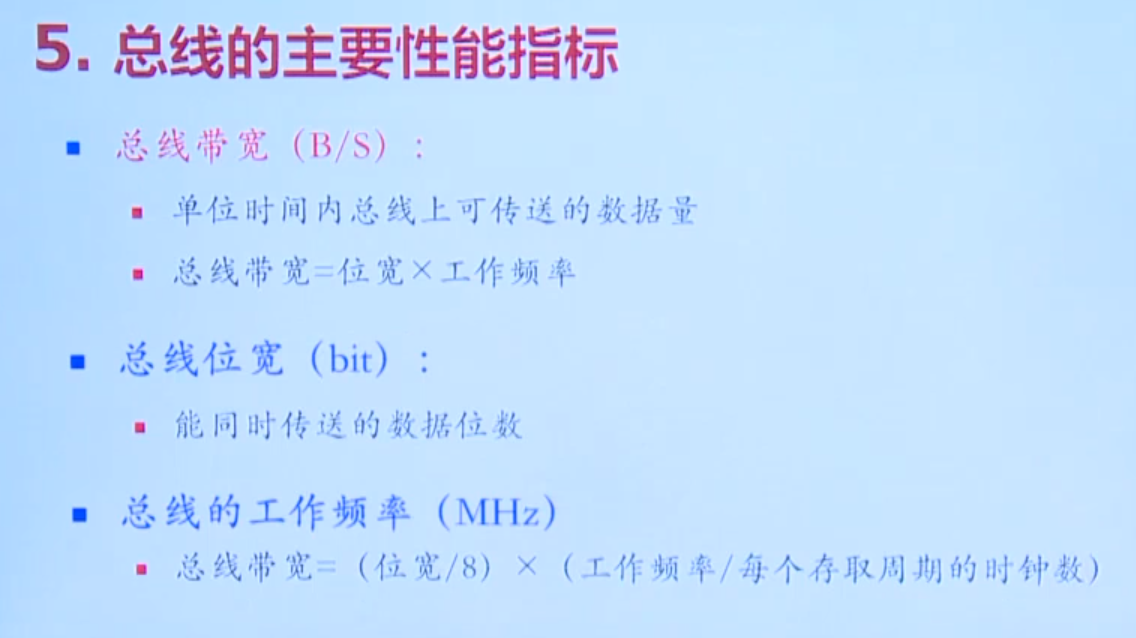 5. 总线的主要性能指标
总线带宽（B/S）：
单位时间内总线上可传送的数据量
总线带宽=位宽×工作频率
总线位宽（bit）：
能同时传送的数据位数
总线的工作频率（MHz）
总线带宽=（位宽/8）×（工作频率/每个存取周期的时钟数）